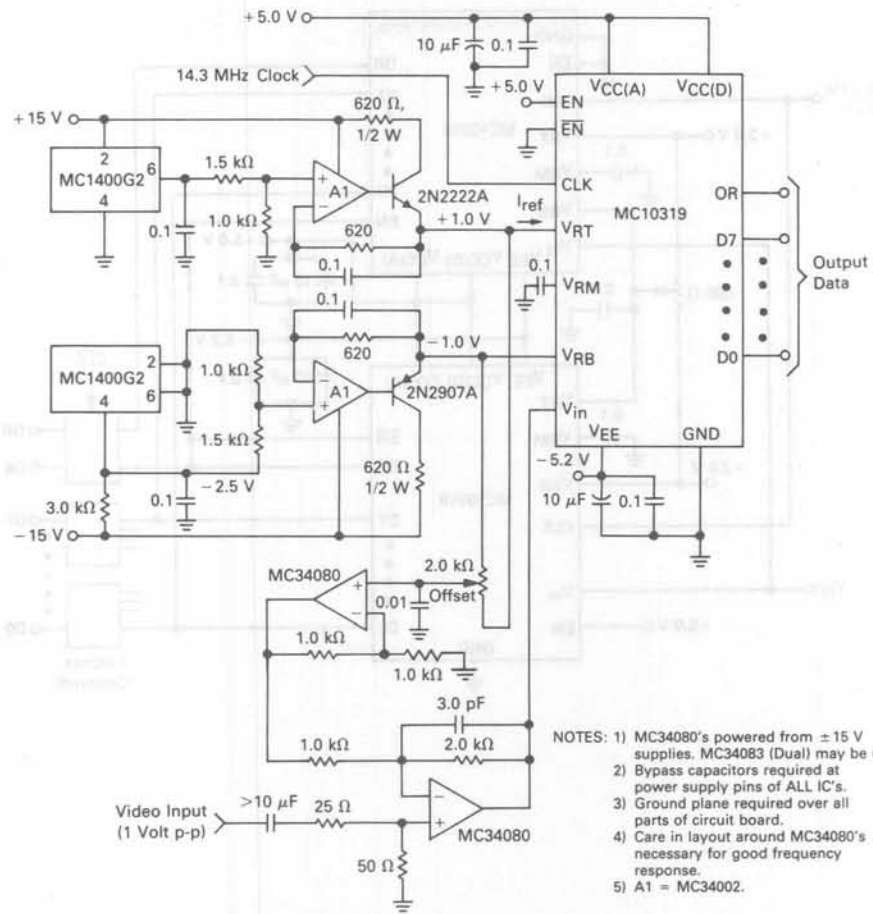 +5.0 V
10 µF
0.1
14.3 MHz Clock
+5.0 V
VCC(A)
VCC(D)
EN
EN
CLK
MC10319
OR
D7
D0
Output
Data
VRT
VRM
VRB
Vin
VEE
GND
Iref
0.1
+15 V
620 Ω,
1/2 W
MC1400G2
2
6
4
1.5 kΩ
0.1
1.0 kΩ
+
−
A1
2N2222A
+1.0 V
620
0.1
0.1
620
−1.0 V
MC1400G2
2
6
4
1.0 kΩ
−
+
A1
2N2907A
1.5 kΩ
620 Ω
1/2 W
3.0 kΩ
0.1
−2.5 V
−15 V
−5.2 V
10 µF
0.1
MC34080
+
−
2.0 kΩ
Offset
0.01
1.0 kΩ
1.0 kΩ
3.0 pF
1.0 kΩ
2.0 kΩ
−
+
MC34080
Video Input
(1 Volt p-p)
>10 µF
25 Ω
50 Ω
NOTES: 1) MC34080's powered from ±15 V
supplies. MC34083 (Dual) may be
2) Bypass capacitors required at
power supply pins of ALL IC's.
3) Ground plane required over all
parts of circuit board.
4) Care in layout around MC34080's
necessary for good frequency
response.
5) A1 = MC34002.